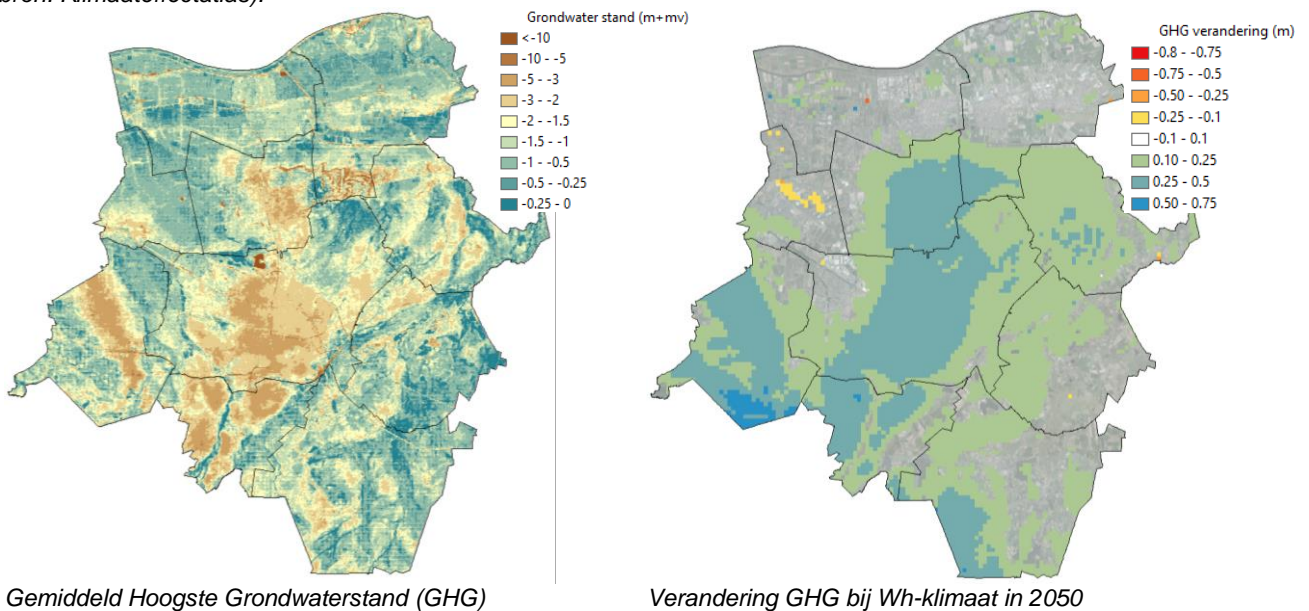 bron: Klimaateffectatlas).
Grondwater stand (m+mv)
<-10
-10 - -5
-5 - -3
-3 - -2
-2 - -1.5
-1.5 - -1
-1 - -0.5
-0.5 - -0.25
-0.25 - 0
GHG verandering (m)
-0.8 - -0.75
-0.75 - -0.5
-0.50 - -0.25
-0.25 - -0.1
-0.1 - 0.1
0.10 - 0.25
0.25 - 0.5
0.50 - 0.75
Gemiddeld Hoogste Grondwaterstand (GHG)
Verandering GHG bij Wh-klimaat in 2050